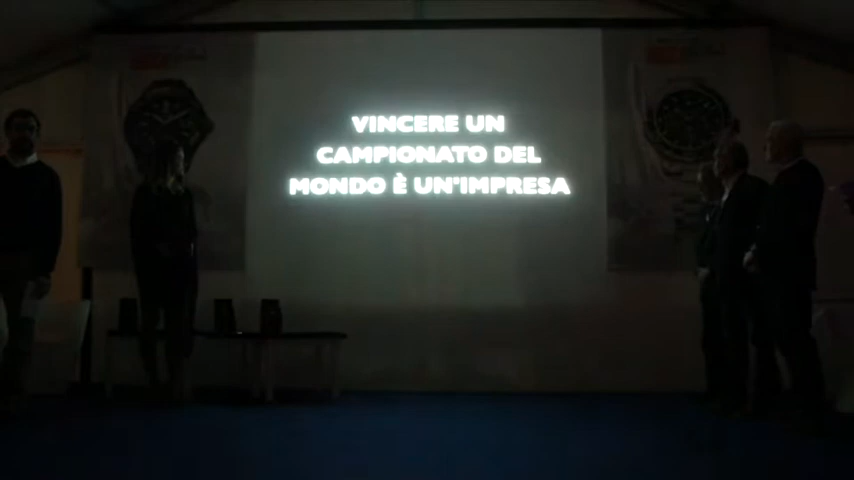 VINCERE UN
CAMPIONATO DEL
MONDO È UN'IMPRESA